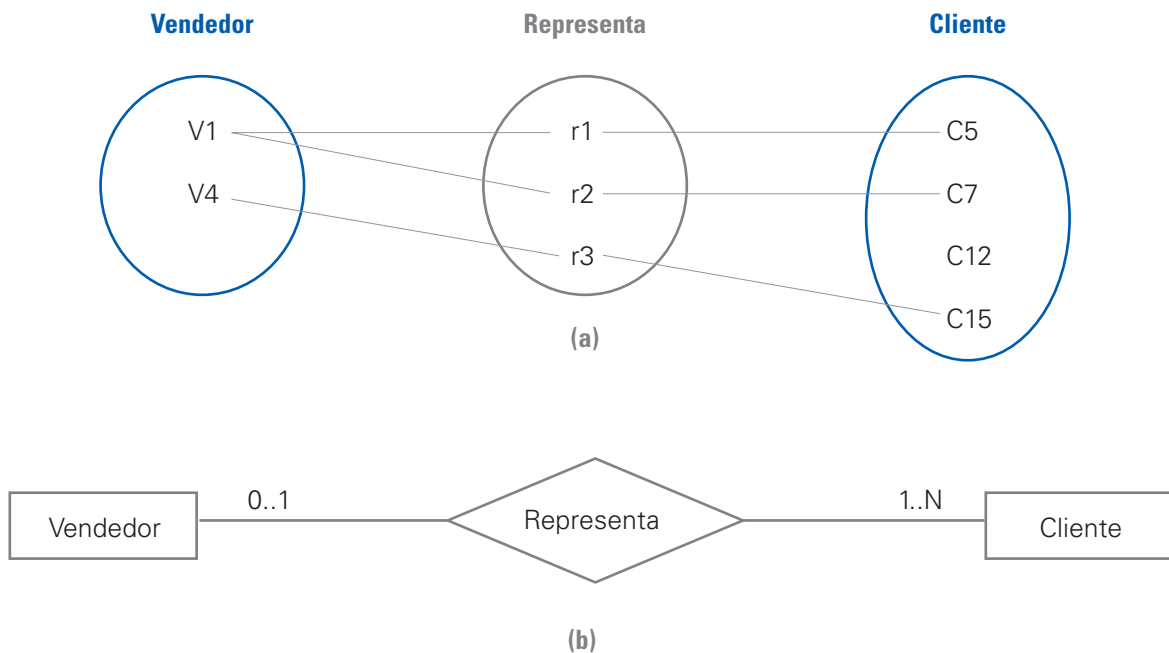 Vendedor Representa Cliente
V1 r1 C5
V4 r2 C7
r3 C12
C15
(a)
0..1 1..N
Vendedor Representa Cliente
(b)